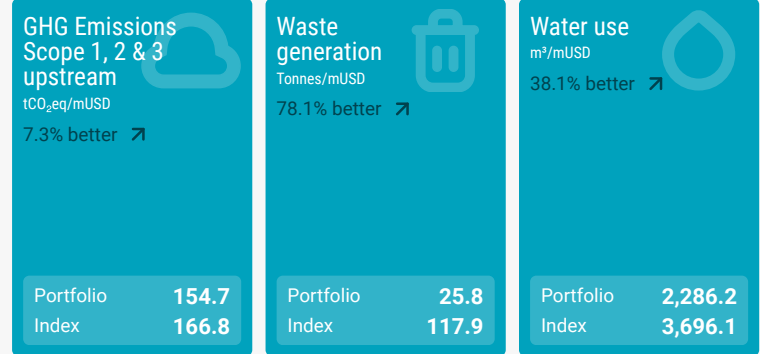 GHG Emissions
Scope 1, 2 & 3
upstream
tCO₂eq/mUSD
7.3% better
Portfolio 154.7
Index 166.8
Waste
generation
Tonnes/mUSD
78.1% better
Portfolio 25.8
Index 117.9
Water use
m³/mUSD
38.1% better
Portfolio 2,286.2
Index 3,696.1